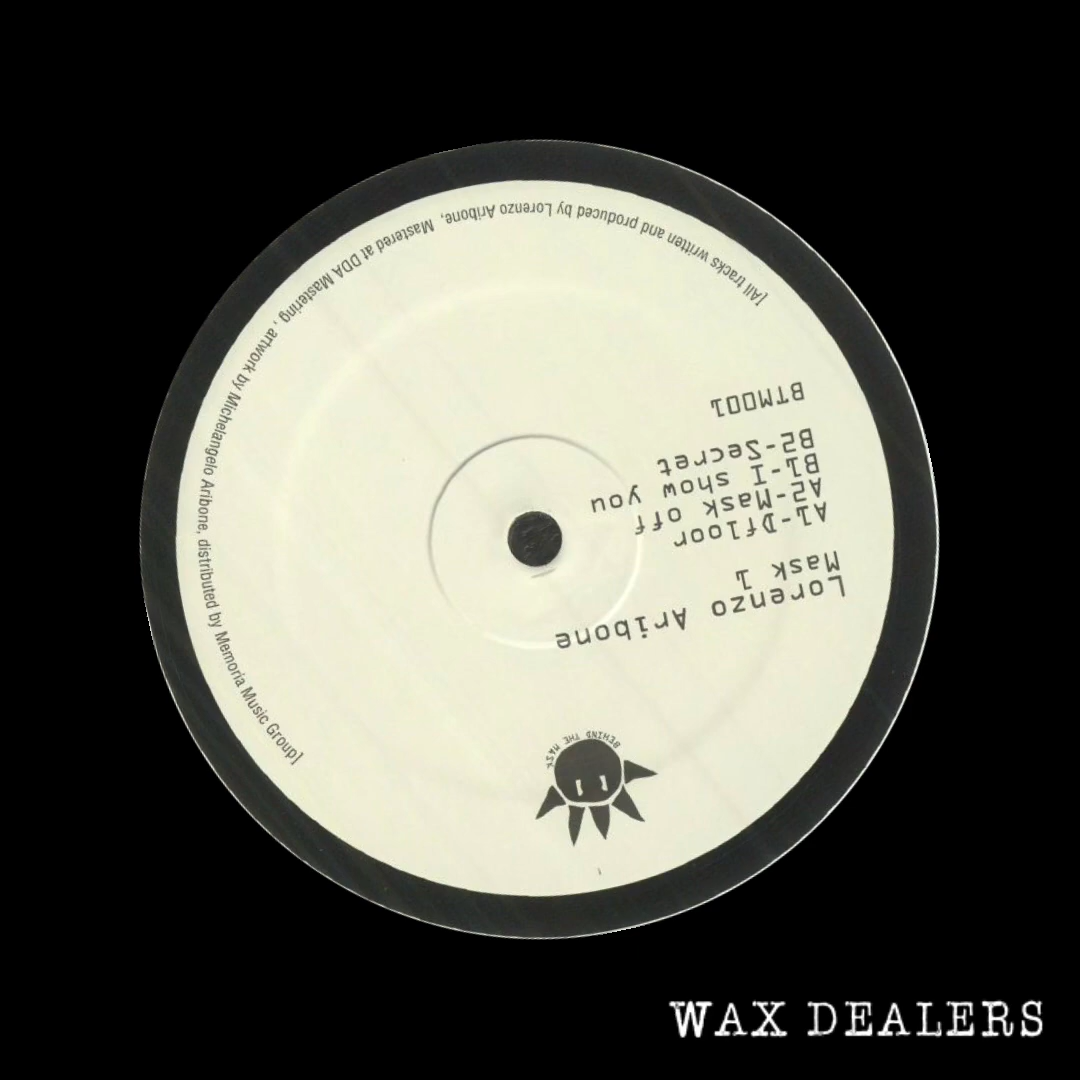 BEHIND THE MASK
Lorenzo Aribone
Mask 1
A1-Dfloor
A2-Mask off
B1-I show you
B2-Secret
BTM001
[All tracks written and produced by Lorenzo Aribone, Mastered at DDA Mastering, artwork by Michelangelo Aribone, distributed by Memoria Music Group]
WAX DEALERS